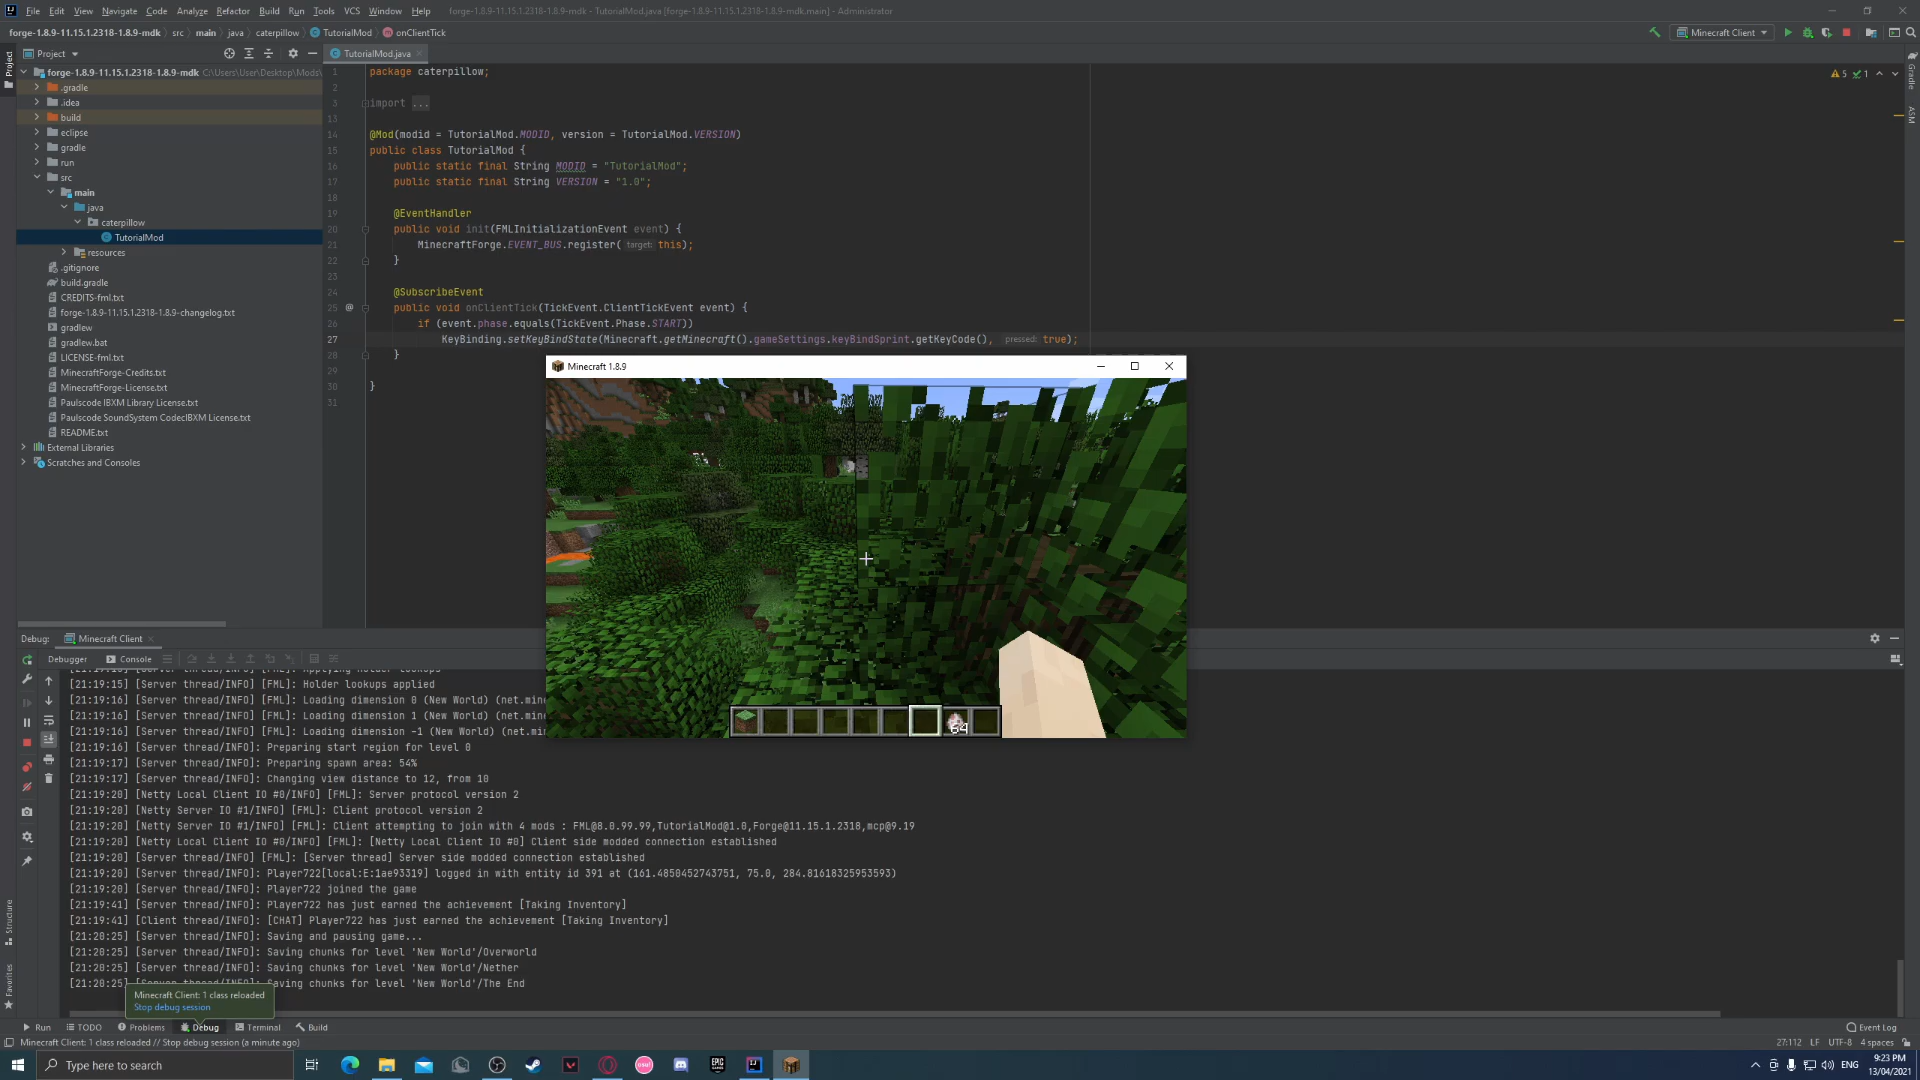 File Edit View Navigate Code Analyze Refactor Build Run Tools VCS Window Help forge-1.8.9-11.15.1.2318-1.8.9-mdk - TutorialMod.java [forge-1.8.9-11.15.1.2318-1.8.9-mdk.main] - Administrator
forge-1.8.9-11.15.1.2318-1.8.9-mdk src main java caterpillow TutorialMod onClientTick Minecraft Client
Project
TutorialMod.java
forge-1.8.9-11.15.1.2318-1.8.9-mdk C:\Users\User\Desktop\Mods\
.gradle
.idea
build
eclipse
gradle
run
src
main
java
caterpillow
TutorialMod
resources
.gitignore
build.gradle
CREDITS-fml.txt
forge-1.8.9-11.15.1.2318-1.8.9-changelog.txt
gradlew
gradlew.bat
LICENSE-fml.txt
MinecraftForge-Credits.txt
MinecraftForge-License.txt
Paulscode IBXM Library License.txt
Paulscode SoundSystem CodecIBXM License.txt
README.txt
External Libraries
Scratches and Consoles
Project
Structure
Favorites
Gradle
ASM
5 1
1 package caterpillow;
2
3 import ...
13
14 @Mod(modid = TutorialMod.MODID, version = TutorialMod.VERSION)
15 public class TutorialMod {
16 public static final String MODID = "TutorialMod";
17 public static final String VERSION = "1.0";
18
19 @EventHandler
20 public void init(FMLInitializationEvent event) {
21 MinecraftForge.EVENT_BUS.register( target: this);
22 }
23
24 @SubscribeEvent
25 @ public void onClientTick(TickEvent.ClientTickEvent event) {
26 if (event.phase.equals(TickEvent.Phase.START))
27 KeyBinding.setKeyBindState(Minecraft.getMinecraft().gameSettings.keyBindSprint.getKeyCode(), pressed: true);
28 }
29
30 }
31
Minecraft 1.8.9
64
Debug: Minecraft Client
Debugger Console
[21:19:15] [Server thread/INFO] [FML]: Holder lookups applied
[21:19:16] [Server thread/INFO] [FML]: Loading dimension 0 (New World) (net.mine
[21:19:16] [Server thread/INFO] [FML]: Loading dimension 1 (New World) (net.mine
[21:19:16] [Server thread/INFO] [FML]: Loading dimension -1 (New World) (net.min
[21:19:16] [Server thread/INFO]: Preparing start region for level 0
[21:19:17] [Server thread/INFO]: Preparing spawn area: 54%
[21:19:17] [Server thread/INFO]: Changing view distance to 12, from 10
[21:19:20] [Netty Local Client IO #0/INFO] [FML]: Server protocol version 2
[21:19:20] [Netty Server IO #1/INFO] [FML]: Client protocol version 2
[21:19:20] [Netty Server IO #1/INFO] [FML]: Client attempting to join with 4 mods : FML@8.0.99.99,TutorialMod@1.0,Forge@11.15.1.2318,mcp@9.19
[21:19:20] [Netty Local Client IO #0/INFO] [FML]: [Netty Local Client IO #0] Client side modded connection established
[21:19:20] [Server thread/INFO] [FML]: [Server thread] Server side modded connection established
[21:19:20] [Server thread/INFO]: Player722[local:E:1ae93319] logged in with entity id 391 at (161.4850452743751, 75.0, 284.81618325953593)
[21:19:20] [Server thread/INFO]: Player722 joined the game
[21:19:41] [Server thread/INFO]: Player722 has just earned the achievement [Taking Inventory]
[21:19:41] [Client thread/INFO]: [CHAT] Player722 has just earned the achievement [Taking Inventory]
[21:20:25] [Server thread/INFO]: Saving and pausing game...
[21:20:25] [Server thread/INFO]: Saving chunks for level 'New World'/Overworld
[21:20:25] [Server thread/INFO]: Saving chunks for level 'New World'/Nether
[21:20:25] [Server thread/INFO]: Saving chunks for level 'New World'/The End
Minecraft Client: 1 class reloaded
Stop debug session
Run TODO Problems Debug Terminal Build Event Log
Minecraft Client: 1 class reloaded // Stop debug session (a minute ago) 27:112 LF UTF-8 4 spaces
Type here to search ENG 9:23 PM
13/04/2021